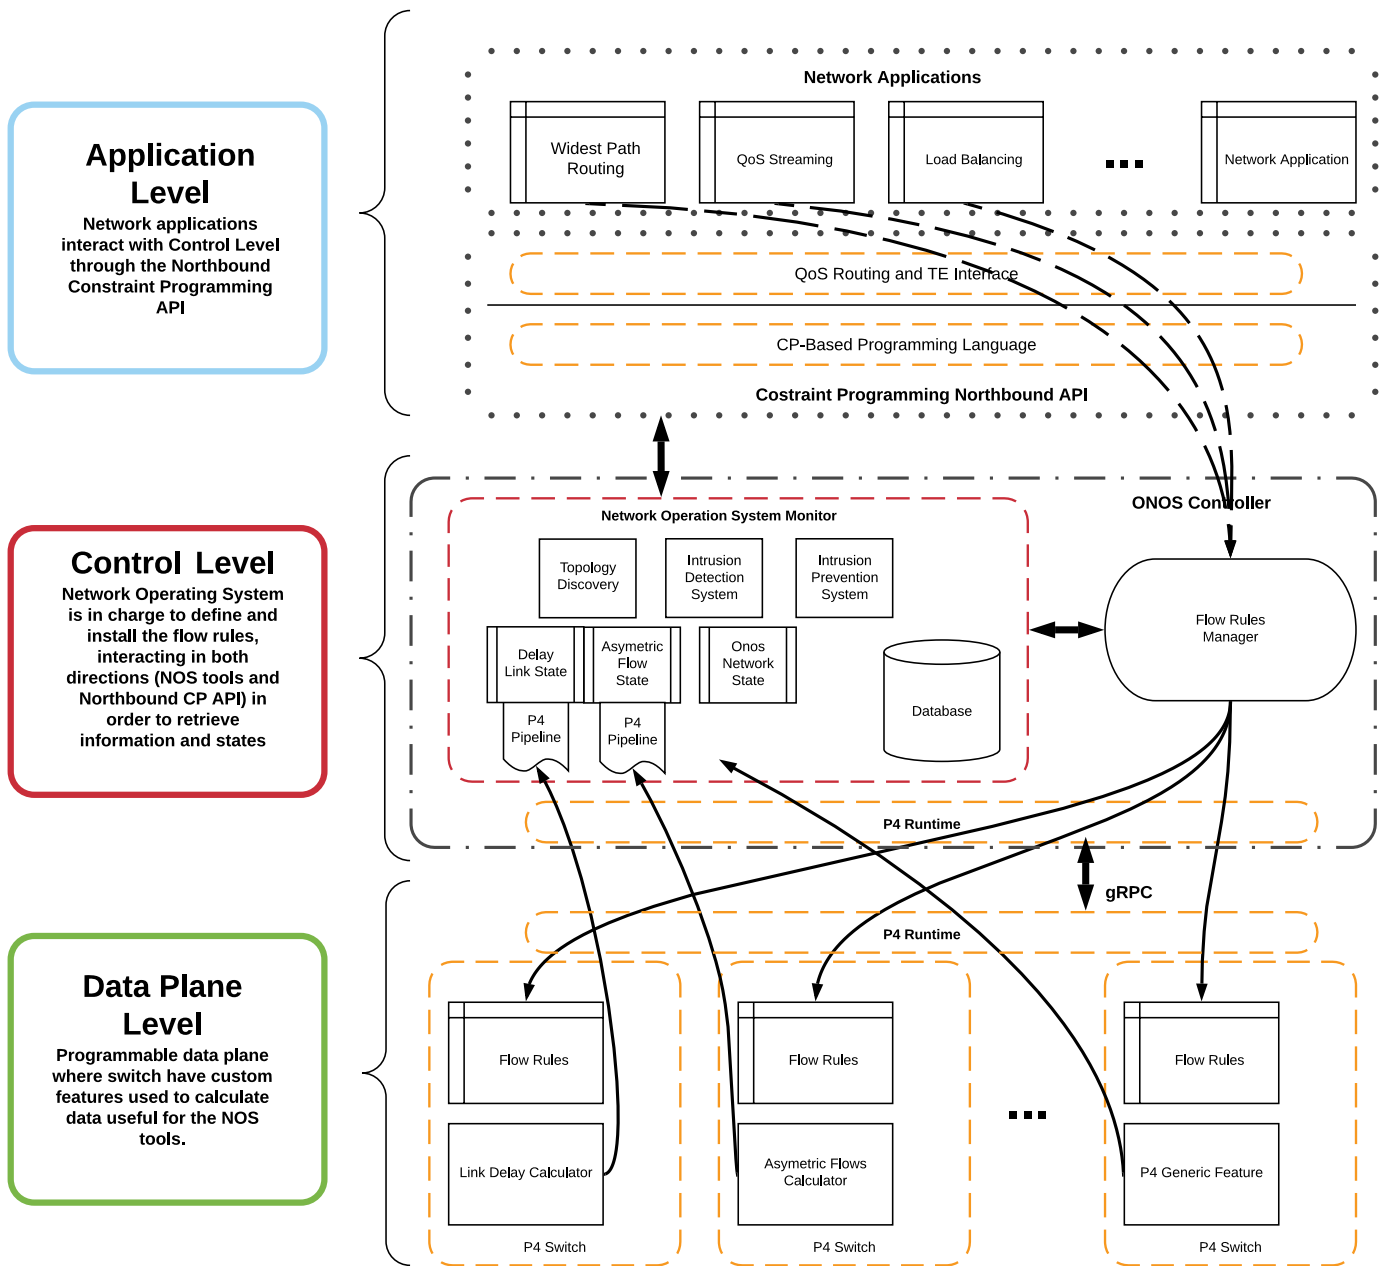 Application
Level
Network applications
interact with Control Level
through the Northbound
Constraint Programming
API
Network Applications
Widest Path
Routing
QoS Streaming
Load Balancing
Network Application
QoS Routing and TE Interface
CP-Based Programming Language
Costraint Programming Northbound API
Control Level
Network Operating System
is in charge to define and
install the flow rules,
interacting in both
directions (NOS tools and
Northbound CP API) in
order to retrieve
information and states
ONOS Controller
Network Operation System Monitor
Topology
Discovery
Intrusion
Detection
System
Intrusion
Prevention
System
Delay
Link State
Asymetric
Flow
State
Onos
Network
State
P4
Pipeline
P4
Pipeline
Database
Flow Rules
Manager
P4 Runtime
gRPC
P4 Runtime
Data Plane
Level
Programmable data plane
where switch have custom
features used to calculate
data useful for the NOS
tools.
Flow Rules
Link Delay Calculator
P4 Switch
Flow Rules
Asymetric Flows
Calculator
P4 Switch
Flow Rules
P4 Generic Feature
P4 Switch